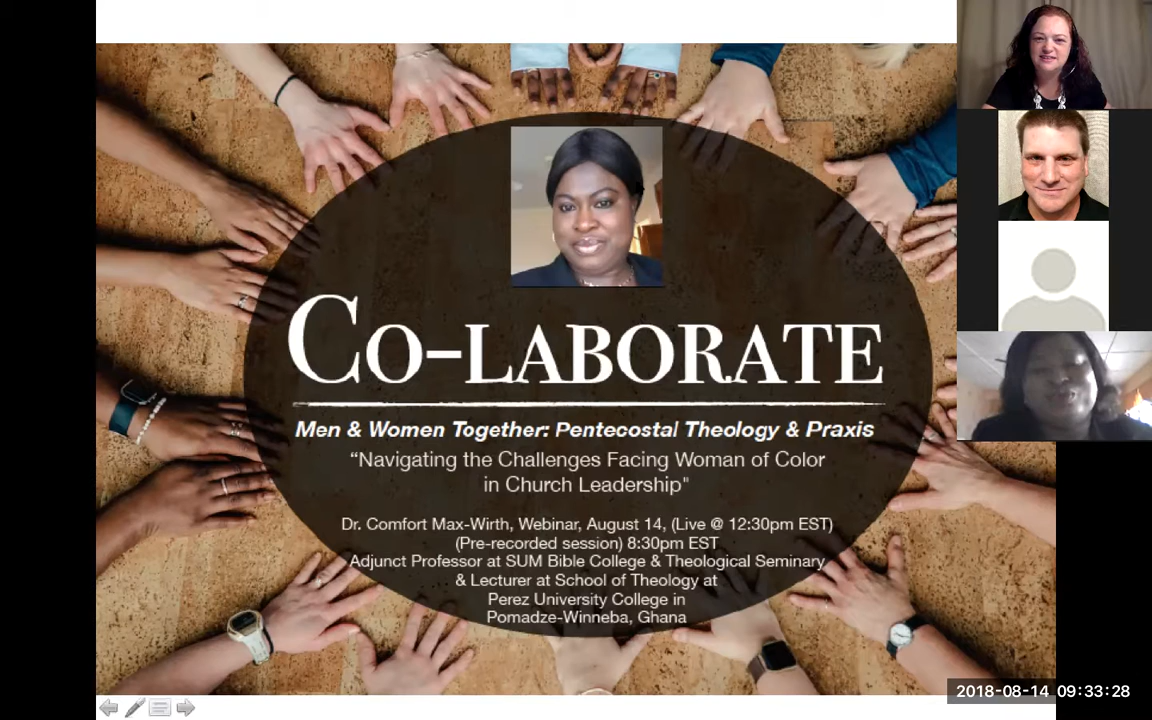 Co-laborate
Men & Women Together: Pentecostal Theology & Praxis
“Navigating the Challenges Facing Woman of Color
in Church Leadership"
Dr. Comfort Max-Wirth, Webinar, August 14, (Live @ 12:30pm EST)
(Pre-recorded session) 8:30pm EST
Adjunct Professor at SUM Bible College & Theological Seminary
& Lecturer at School of Theology at
Perez University College in
Pomadze-Winneba, Ghana
2018-08-14 09:33:28